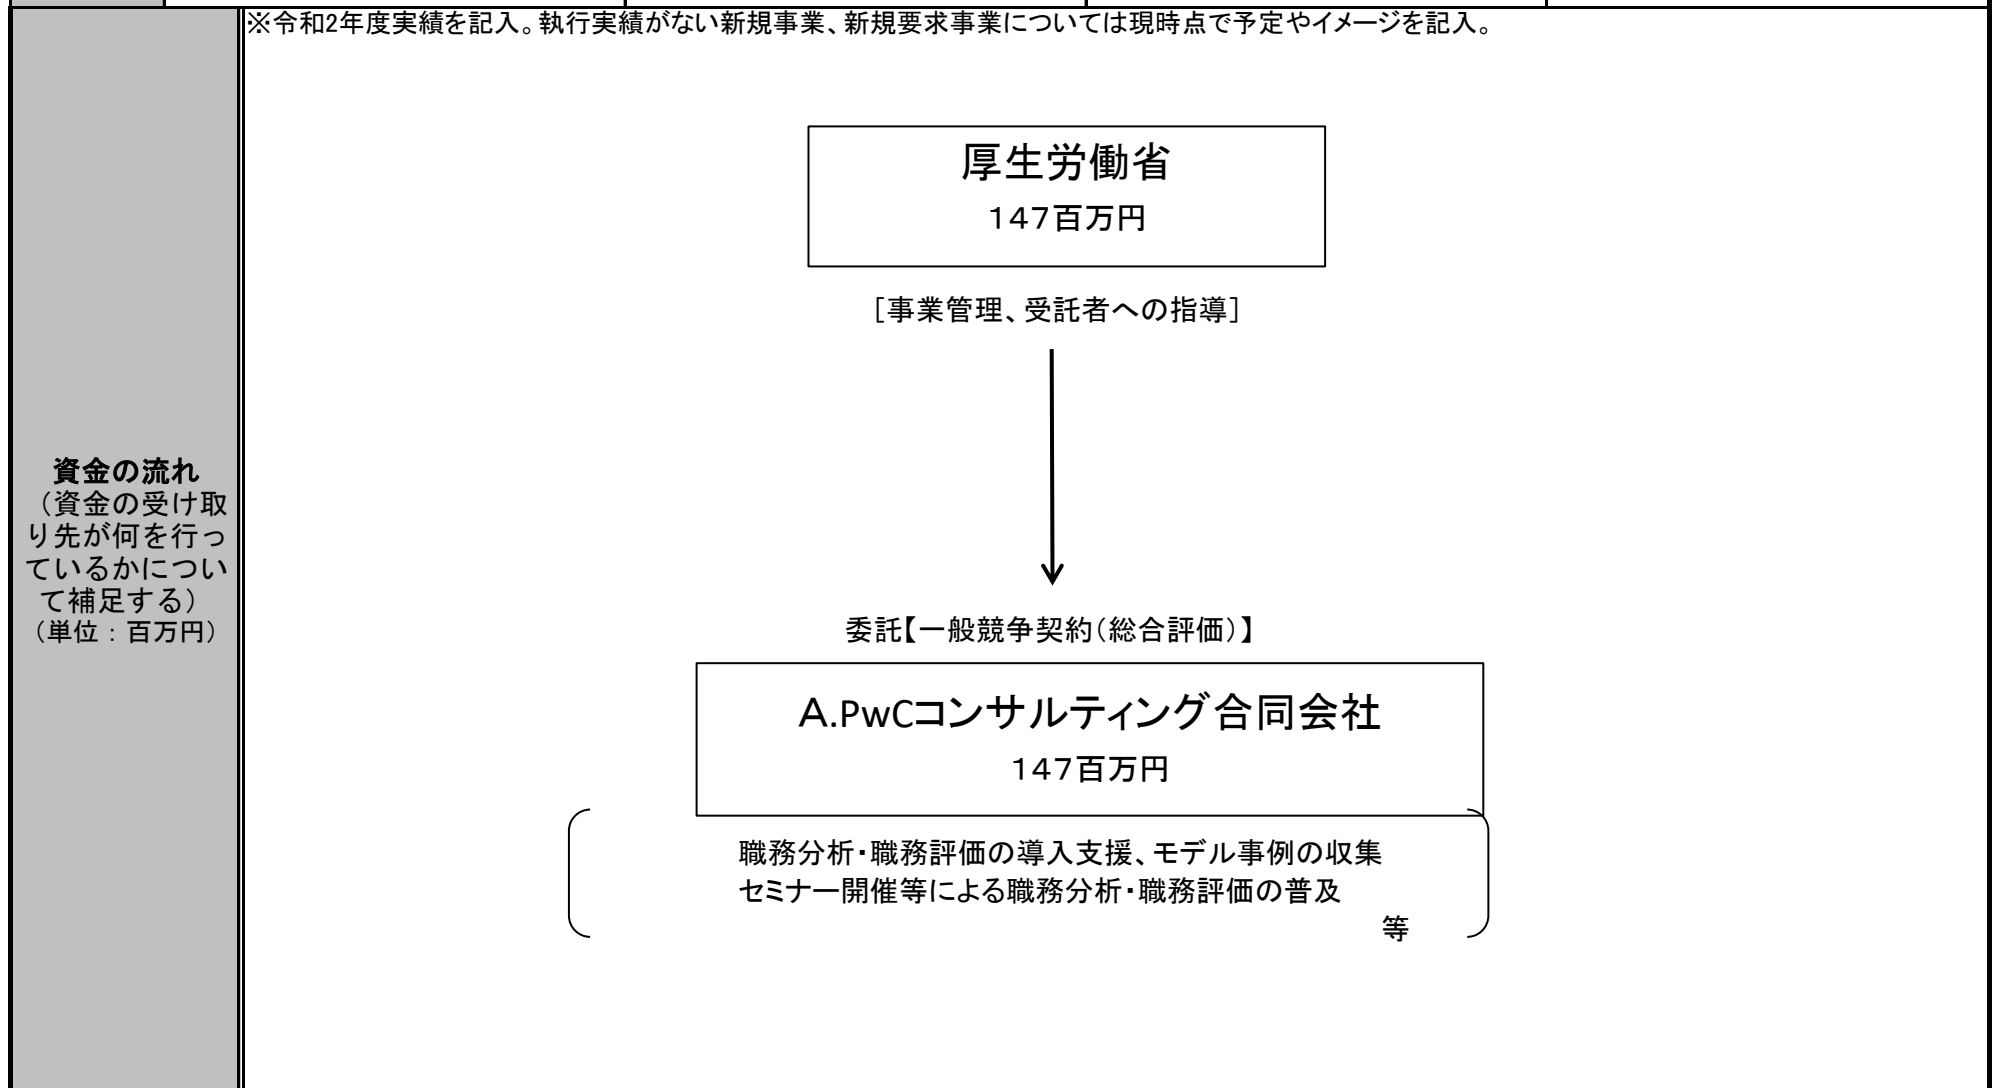 ※令和2年度実績を記入。執行実績がない新規事業、新規要求事業については現時点で予定やイメージを記入。
厚生労働省
147百万円
[事業管理、受託者への指導]
資金の流れ
（資金の受け取
り先が何を行っ
ているかについ
て補足する）
（単位：百万円）
委託【一般競争契約（総合評価）】
A.PwCコンサルティング合同会社
147百万円
職務分析・職務評価の導入支援、モデル事例の収集
セミナー開催等による職務分析・職務評価の普及
等